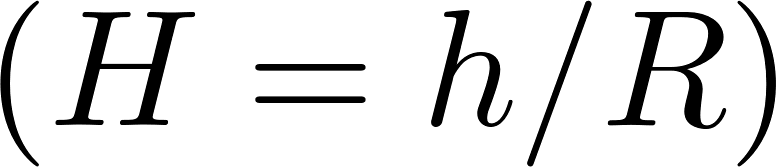 (H = h/R)